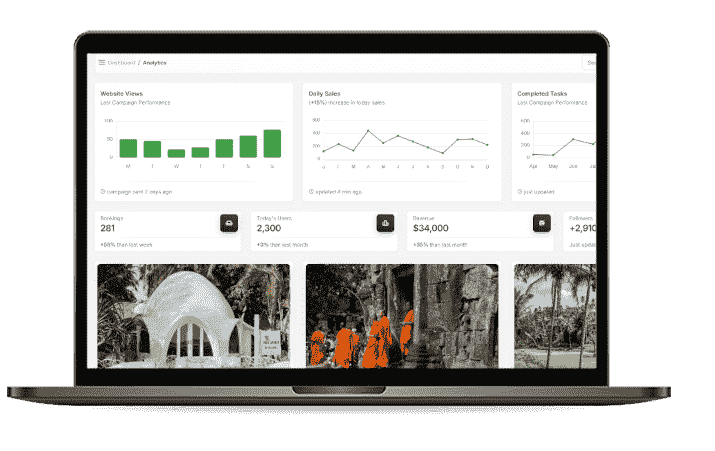 Dashboard / Analytics
Website Views
Last Campaign Performance
100
50
0
M T W T F S S
campaign sent 2 days ago
Daily Sales
(+15%) increase in today sales.
600
400
200
0
J F M A M J J A S O N D
updated 4 min ago
Completed Tasks
Last Campaign Performance
600
400
200
0
Apr May Jun Jul
just updated
Bookings
281
+55% than last week
Today's Users
2,300
+3% than last month
Revenue
$34,000
+35% than last month
Followers
+2,910
Just updat